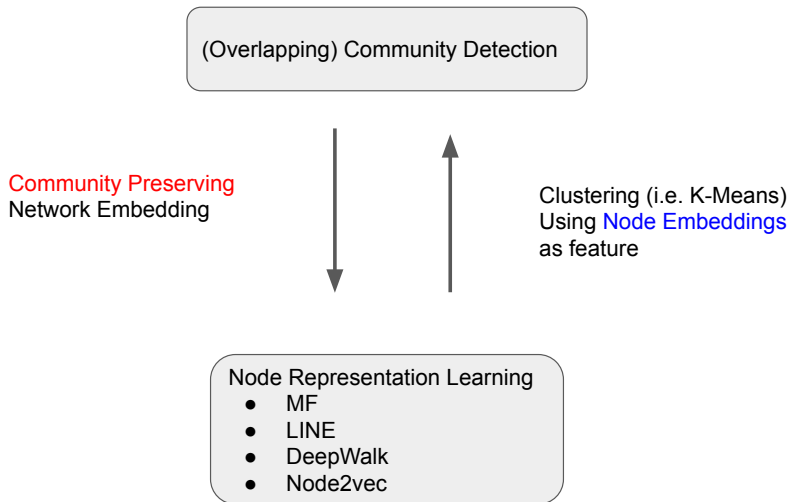 (Overlapping) Community Detection
Community Preserving
Network Embedding
Clustering (i.e. K-Means)
Using Node Embeddings
as feature
Node Representation Learning
● MF
● LINE
● DeepWalk
● Node2vec